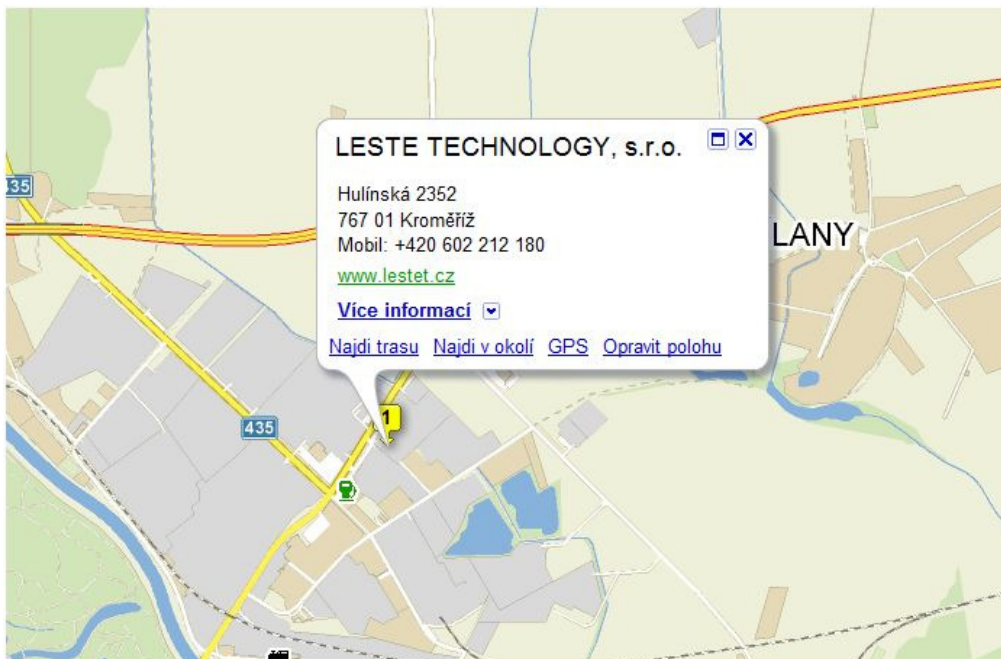 LESTE TECHNOLOGY, s.r.o.
Hulínská 2352
767 01 Kroměříž
Mobil: +420 602 212 180
www.lestet.cz
Více informací
Najdi trasu Najdi v okolí GPS Opravit polohu
LANY
435
435
1